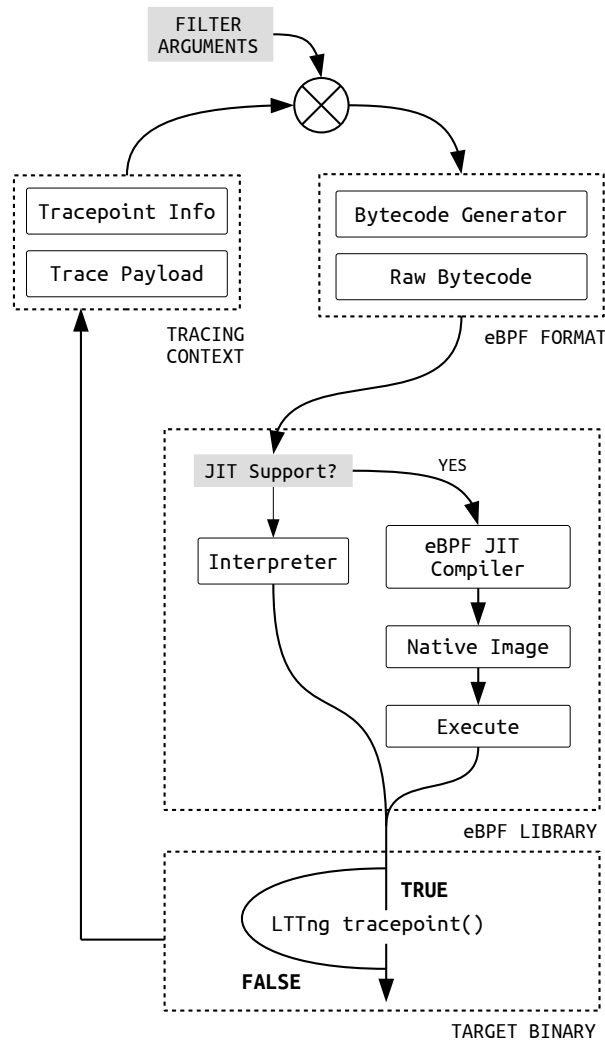 FILTER
ARGUMENTS
Tracepoint Info
Trace Payload
TRACING
CONTEXT
Bytecode Generator
Raw Bytecode
eBPF FORMAT
JIT Support?
YES
Interpreter
eBPF JIT
Compiler
Native Image
Execute
eBPF LIBRARY
TRUE
LTTng tracepoint()
FALSE
TARGET BINARY